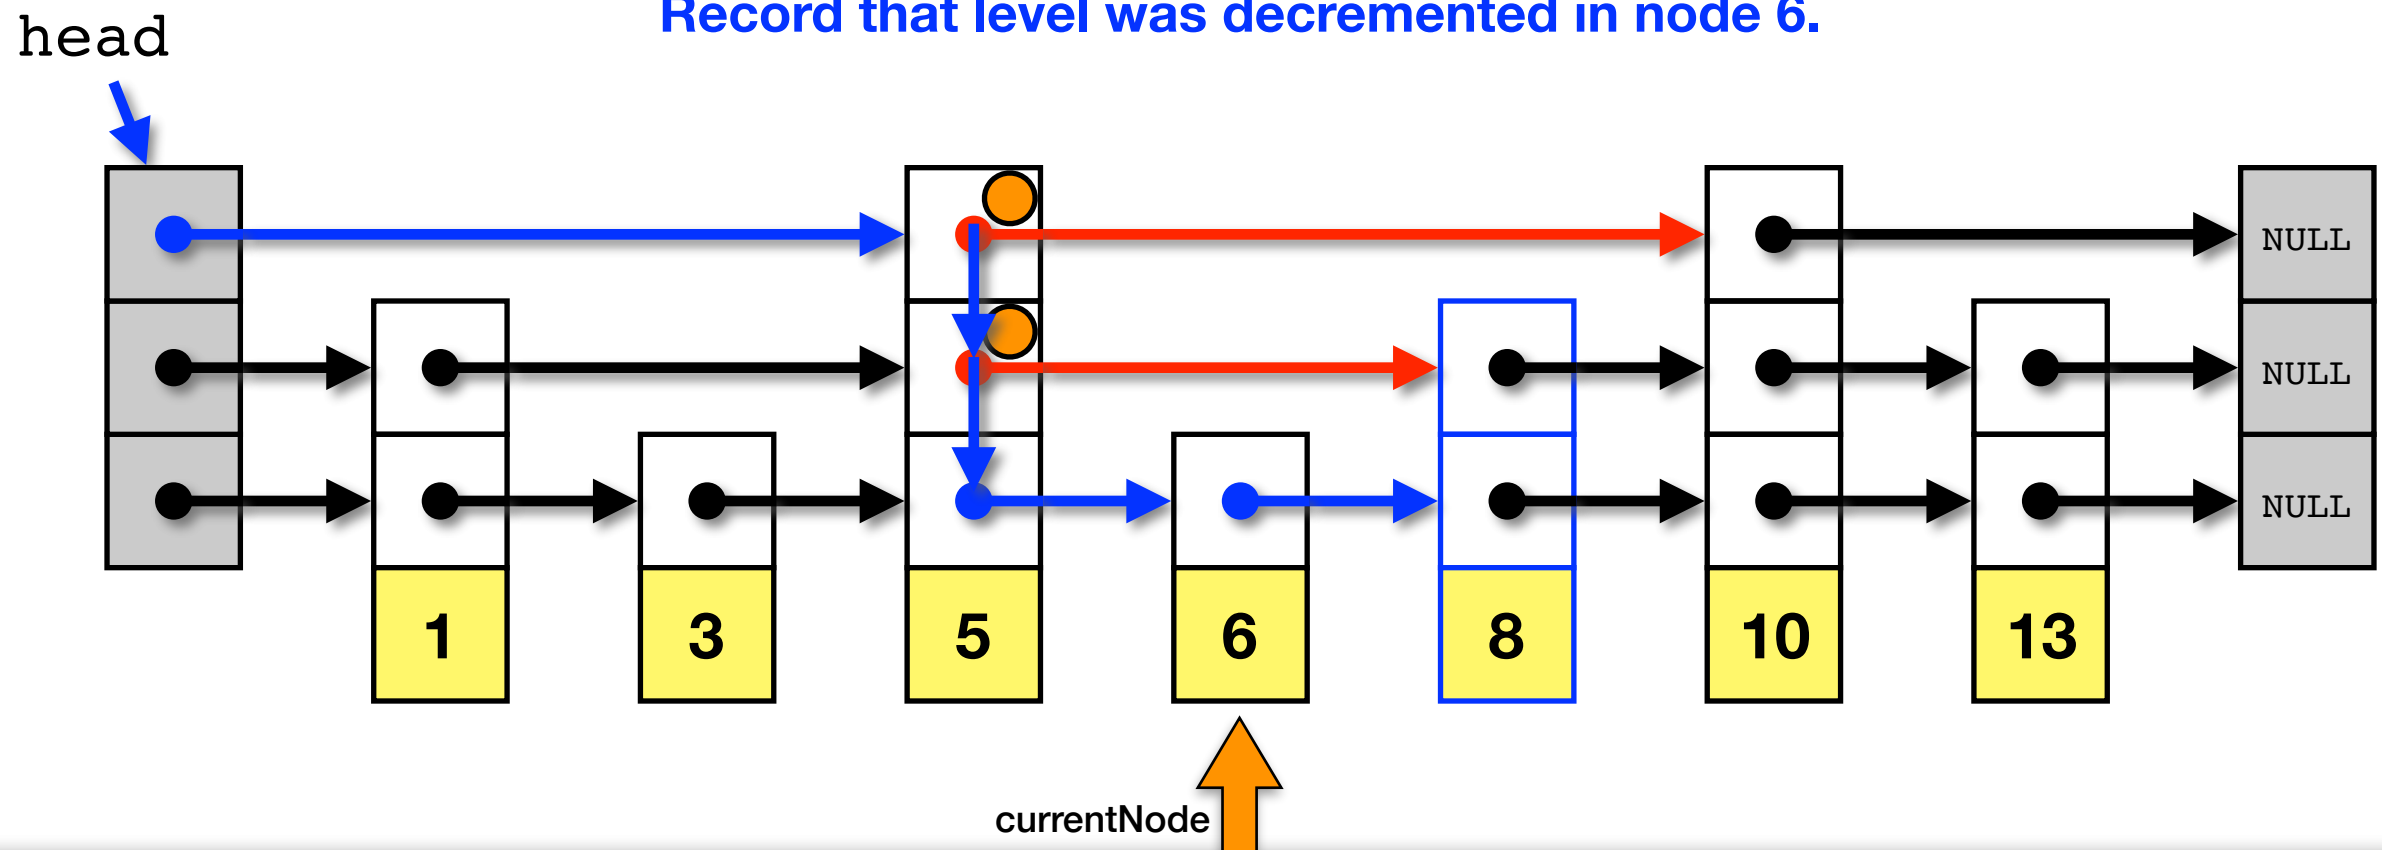 Record that level was decremented in node 6.
head
NULL
NULL
NULL
1 3 5 6 8 10 13
currentNode